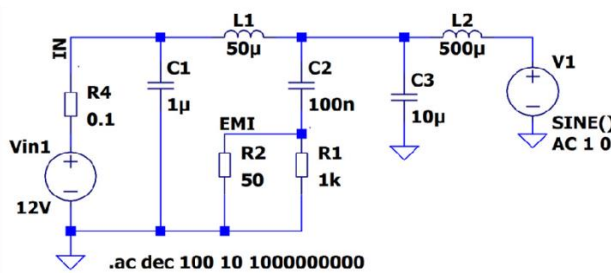 L1
50µ
L2
500µ
IN
C1
1µ
C2
100n
C3
10µ
V1
R4
0.1
EMI
SINE()
AC 1 0
Vin1
R2
50
R1
1k
12V
.ac dec 100 10 1000000000